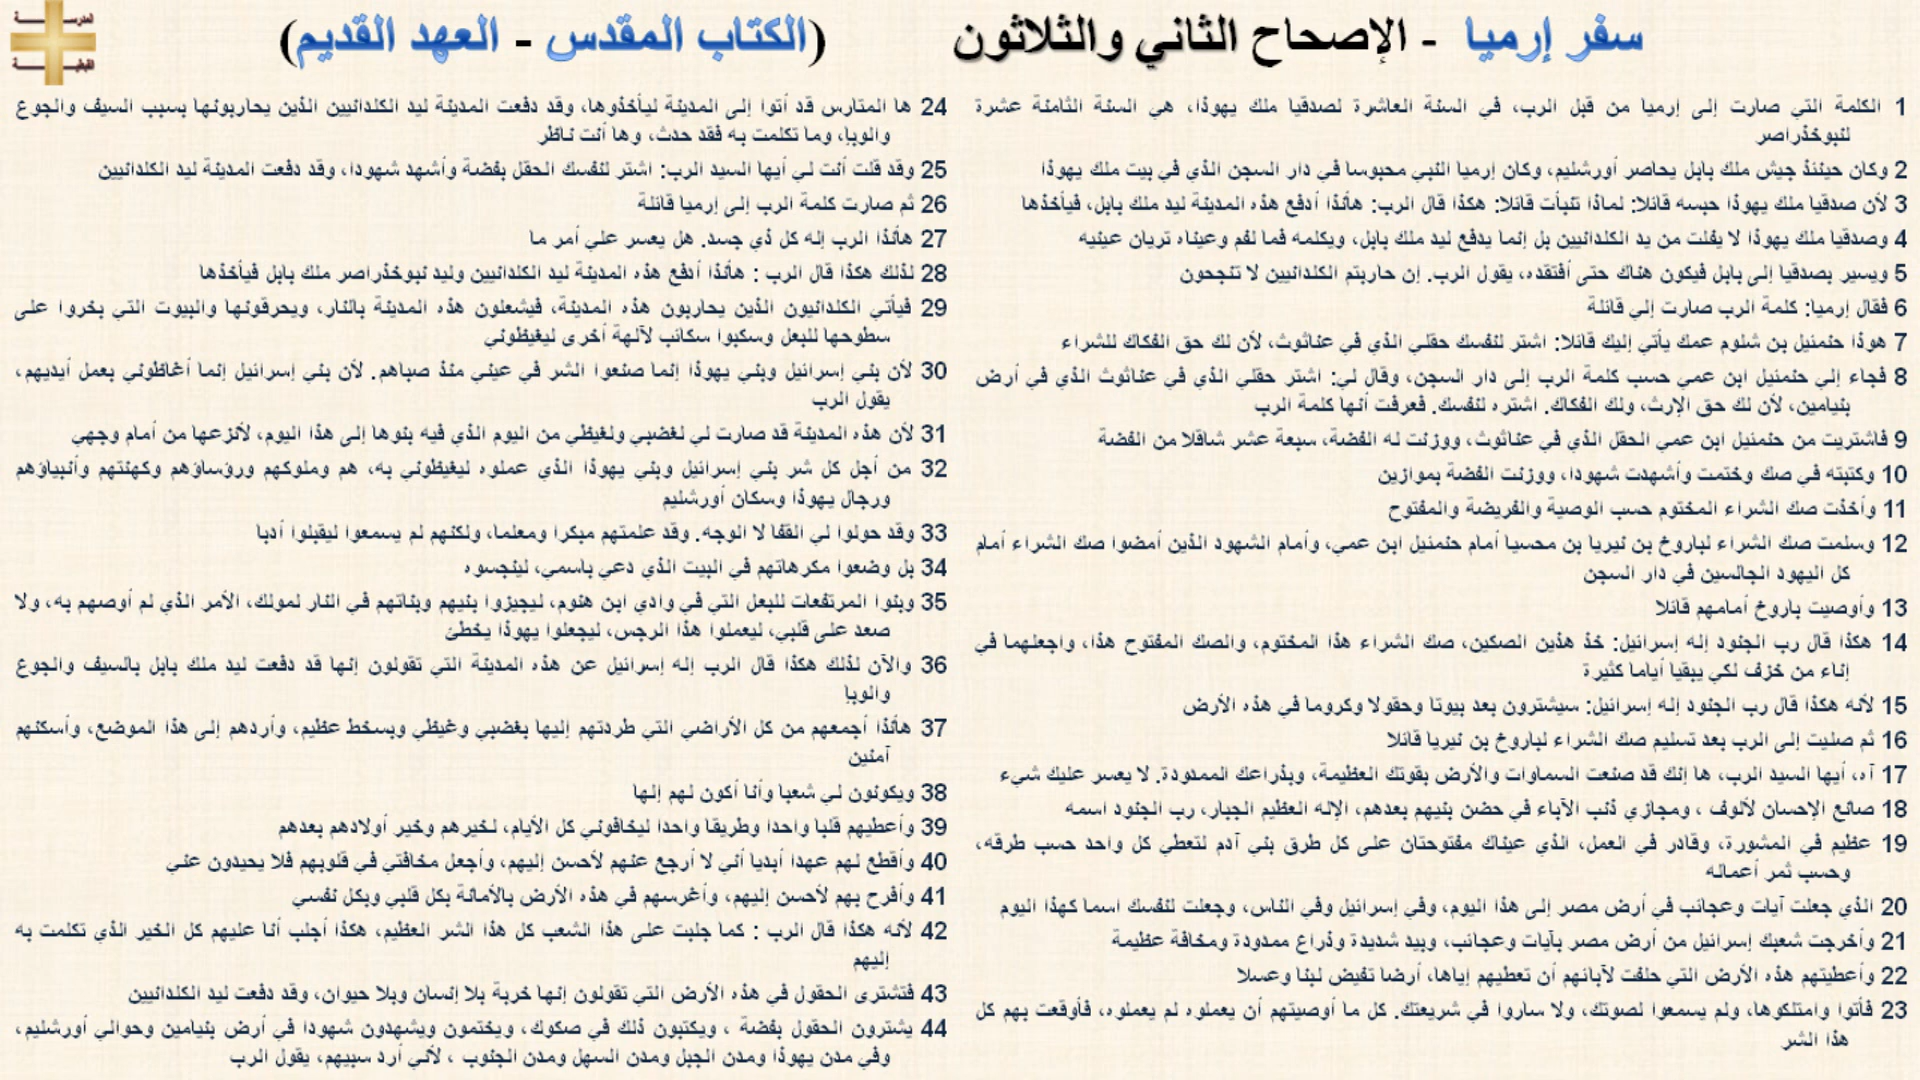 سفر إرميا - الإصحاح الثاني والثلاثون (الكتاب المقدس - العهد القديم)
1 الكلمة التي صارت إلى إرميا من قبل الرب، في السنة العاشرة لصدقيا ملك يهوذا، هي السنة الثامنة عشرة
لنبوخذراصر
2 وكان حينئذ جيش ملك بابل يحاصر أورشليم، وكان إرميا النبي محبوسا في دار السجن الذي في بيت ملك يهوذا
3 لأن صدقيا ملك يهوذا حبسه قائلا: لماذا تنبأت قائلا: هكذا قال الرب: هأنذا أدفع هذه المدينة ليد ملك بابل، فيأخذها
4 وصدقيا ملك يهوذا لا يفلت من يد الكلدانيين بل إنما يدفع ليد ملك بابل، ويكلمه فما لفم وعيناه تريان عينيه
5 ويسير بصدقيا إلى بابل فيكون هناك حتى أفتقده، يقول الرب. إن حاربتم الكلدانيين لا تنجحون
6 فقال إرميا: كلمة الرب صارت إلي قائلة
7 هوذا حنمئيل بن شلوم عمك يأتي إليك قائلا: اشتر لنفسك حقلي الذي في عناثوث، لأن لك حق الفكاك للشراء
8 فجاء إلي حنمئيل ابن عمي حسب كلمة الرب إلى دار السجن، وقال لي: اشتر حقلي الذي في عناثوث الذي في أرض
بنيامين، لأن لك حق الإرث، ولك الفكاك. اشتره لنفسك. فعرفت أنها كلمة الرب
9 فاشتريت من حنمئيل ابن عمي الحقل الذي في عناثوث، ووزنت له الفضة، سبعة عشر شاقلا من الفضة
10 وكتبته في صك وختمت وأشهدت شهودا، ووزنت الفضة بموازين
11 وأخذت صك الشراء المختوم حسب الوصية والفريضة والمفتوح
12 وسلمت صك الشراء لباروخ بن نيريا بن محسيا أمام حنمئيل ابن عمي، وأمام الشهود الذين أمضوا صك الشراء أمام
كل اليهود الجالسين في دار السجن
13 وأوصيت باروخ أمامهم قائلا
14 هكذا قال رب الجنود إله إسرائيل: خذ هذين الصكين، صك الشراء هذا المختوم، والصك المفتوح هذا، واجعلهما في
إناء من خزف لكي يبقيا أياما كثيرة
15 لأنه هكذا قال رب الجنود إله إسرائيل: سيشترون بعد بيوتا وحقولا وكروما في هذه الأرض
16 ثم صليت إلى الرب بعد تسليم صك الشراء لباروخ بن نيريا قائلا
17 آه، أيها السيد الرب، ها إنك قد صنعت السماوات والأرض بقوتك العظيمة، وبذراعك الممدودة. لا يعسر عليك شيء
18 صانع الإحسان لألوف ، ومجازي ذنب الآباء في حضن بنيهم بعدهم، الإله العظيم الجبار، رب الجنود اسمه
19 عظيم في المشورة، وقادر في العمل، الذي عيناك مفتوحتان على كل طرق بني آدم لتعطي كل واحد حسب طرقه،
وحسب ثمر أعماله
20 الذي جعلت آيات وعجائب في أرض مصر إلى هذا اليوم، وفي إسرائيل وفي الناس، وجعلت لنفسك اسما كهذا اليوم
21 وأخرجت شعبك إسرائيل من أرض مصر بآيات وعجائب، وبيد شديدة وذراع ممدودة ومخافة عظيمة
22 وأعطيتهم هذه الأرض التي حلفت لآبائهم أن تعطيهم إياها، أرضا تفيض لبنا وعسلا
23 فأتوا وامتلكوها، ولم يسمعوا لصوتك، ولا ساروا في شريعتك. كل ما أوصيتهم أن يعملوه لم يعملوه، فأوقعت بهم كل
هذا الشر
24 ها المتارس قد أتوا إلى المدينة ليأخذوها، وقد دفعت المدينة ليد الكلدانيين الذين يحاربونها بسبب السيف والجوع
والوبإ، وما تكلمت به فقد حدث، وها أنت ناظر
25 وقد قلت أنت لي أيها السيد الرب: اشتر لنفسك الحقل بفضة وأشهد شهودا، وقد دفعت المدينة ليد الكلدانيين
26 ثم صارت كلمة الرب إلى إرميا قائلة
27 هأنذا الرب إله كل ذي جسد. هل يعسر علي أمر ما
28 لذلك هكذا قال الرب : هأنذا أدفع هذه المدينة ليد الكلدانيين وليد نبوخذراصر ملك بابل فيأخذها
29 فيأتي الكلدانيون الذين يحاربون هذه المدينة، فيشعلون هذه المدينة بالنار، ويحرقونها والبيوت التي بخروا على
سطوحها للبعل وسكبوا سكائب لآلهة أخرى ليغيظوني
30 لأن بني إسرائيل وبني يهوذا إنما صنعوا الشر في عيني منذ صباهم. لأن بني إسرائيل إنما أغاظوني بعمل أيديهم،
يقول الرب
31 لأن هذه المدينة قد صارت لي لغضبي ولغيظي من اليوم الذي فيه بنوها إلى هذا اليوم، لأنزعها من أمام وجهي
32 من أجل كل شر بني إسرائيل وبني يهوذا الذي عملوه ليغيظوني به، هم وملوكهم ورؤساؤهم وكهنتهم وأنبياؤهم
ورجال يهوذا وسكان أورشليم
33 وقد حولوا لي القفا لا الوجه. وقد علمتهم مبكرا ومعلما، ولكنهم لم يسمعوا ليقبلوا أدبا
34 بل وضعوا مكرهاتهم في البيت الذي دعي باسمي، لينجسوه
35 وبنوا المرتفعات للبعل التي في وادي ابن هنوم، ليجيزوا بنيهم وبناتهم في النار لمولك، الأمر الذي لم أوصهم به، ولا
صعد على قلبي، ليعملوا هذا الرجس، ليجعلوا يهوذا يخطئ
36 والآن لذلك هكذا قال الرب إله إسرائيل عن هذه المدينة التي تقولون إنها قد دفعت ليد ملك بابل بالسيف والجوع
والوبإ
37 هأنذا أجمعهم من كل الأراضي التي طردتهم إليها بغضبي وغيظي وبسخط عظيم، وأردهم إلى هذا الموضع، وأسكنهم
آمنين
38 ويكونون لي شعبا وأنا أكون لهم إلها
39 وأعطيهم قلبا واحدا وطريقا واحدا ليخافوني كل الأيام، لخيرهم وخير أولادهم بعدهم
40 وأقطع لهم عهدا أبديا أني لا أرجع عنهم لأحسن إليهم، وأجعل مخافتي في قلوبهم فلا يحيدون عني
41 وأفرح بهم لأحسن إليهم، وأغرسهم في هذه الأرض بالأمانة بكل قلبي وبكل نفسي
42 لأنه هكذا قال الرب : كما جلبت على هذا الشعب كل هذا الشر العظيم، هكذا أجلب أنا عليهم كل الخير الذي تكلمت به
إليهم
43 فتشترى الحقول في هذه الأرض التي تقولون إنها خربة بلا إنسان وبلا حيوان، وقد دفعت ليد الكلدانيين
44 يشترون الحقول بفضة ، ويكتبون ذلك في صكوك، ويختمون ويشهدون شهودا في أرض بنيامين وحوالي أورشليم،
وفي مدن يهوذا ومدن الجبل ومدن السهل ومدن الجنوب ، لأني أرد سبيهم، يقول الرب